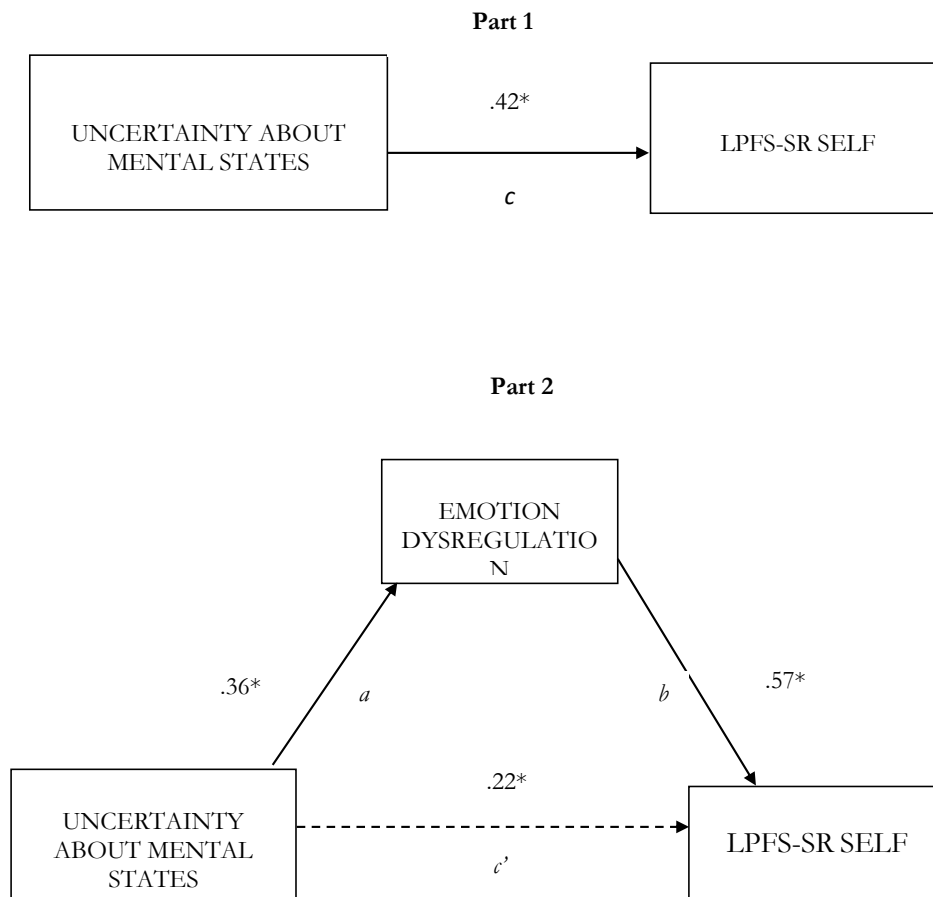 Part 1
.42*
UNCERTAINTY ABOUT
MENTAL STATES
LPFS-SR SELF
c
Part 2
EMOTION
DYSREGULATIO
N
.36*
a
b
.57*
.22*
UNCERTAINTY
ABOUT MENTAL
STATES
LPFS-SR SELF
c’